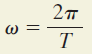 ω = 2π / T